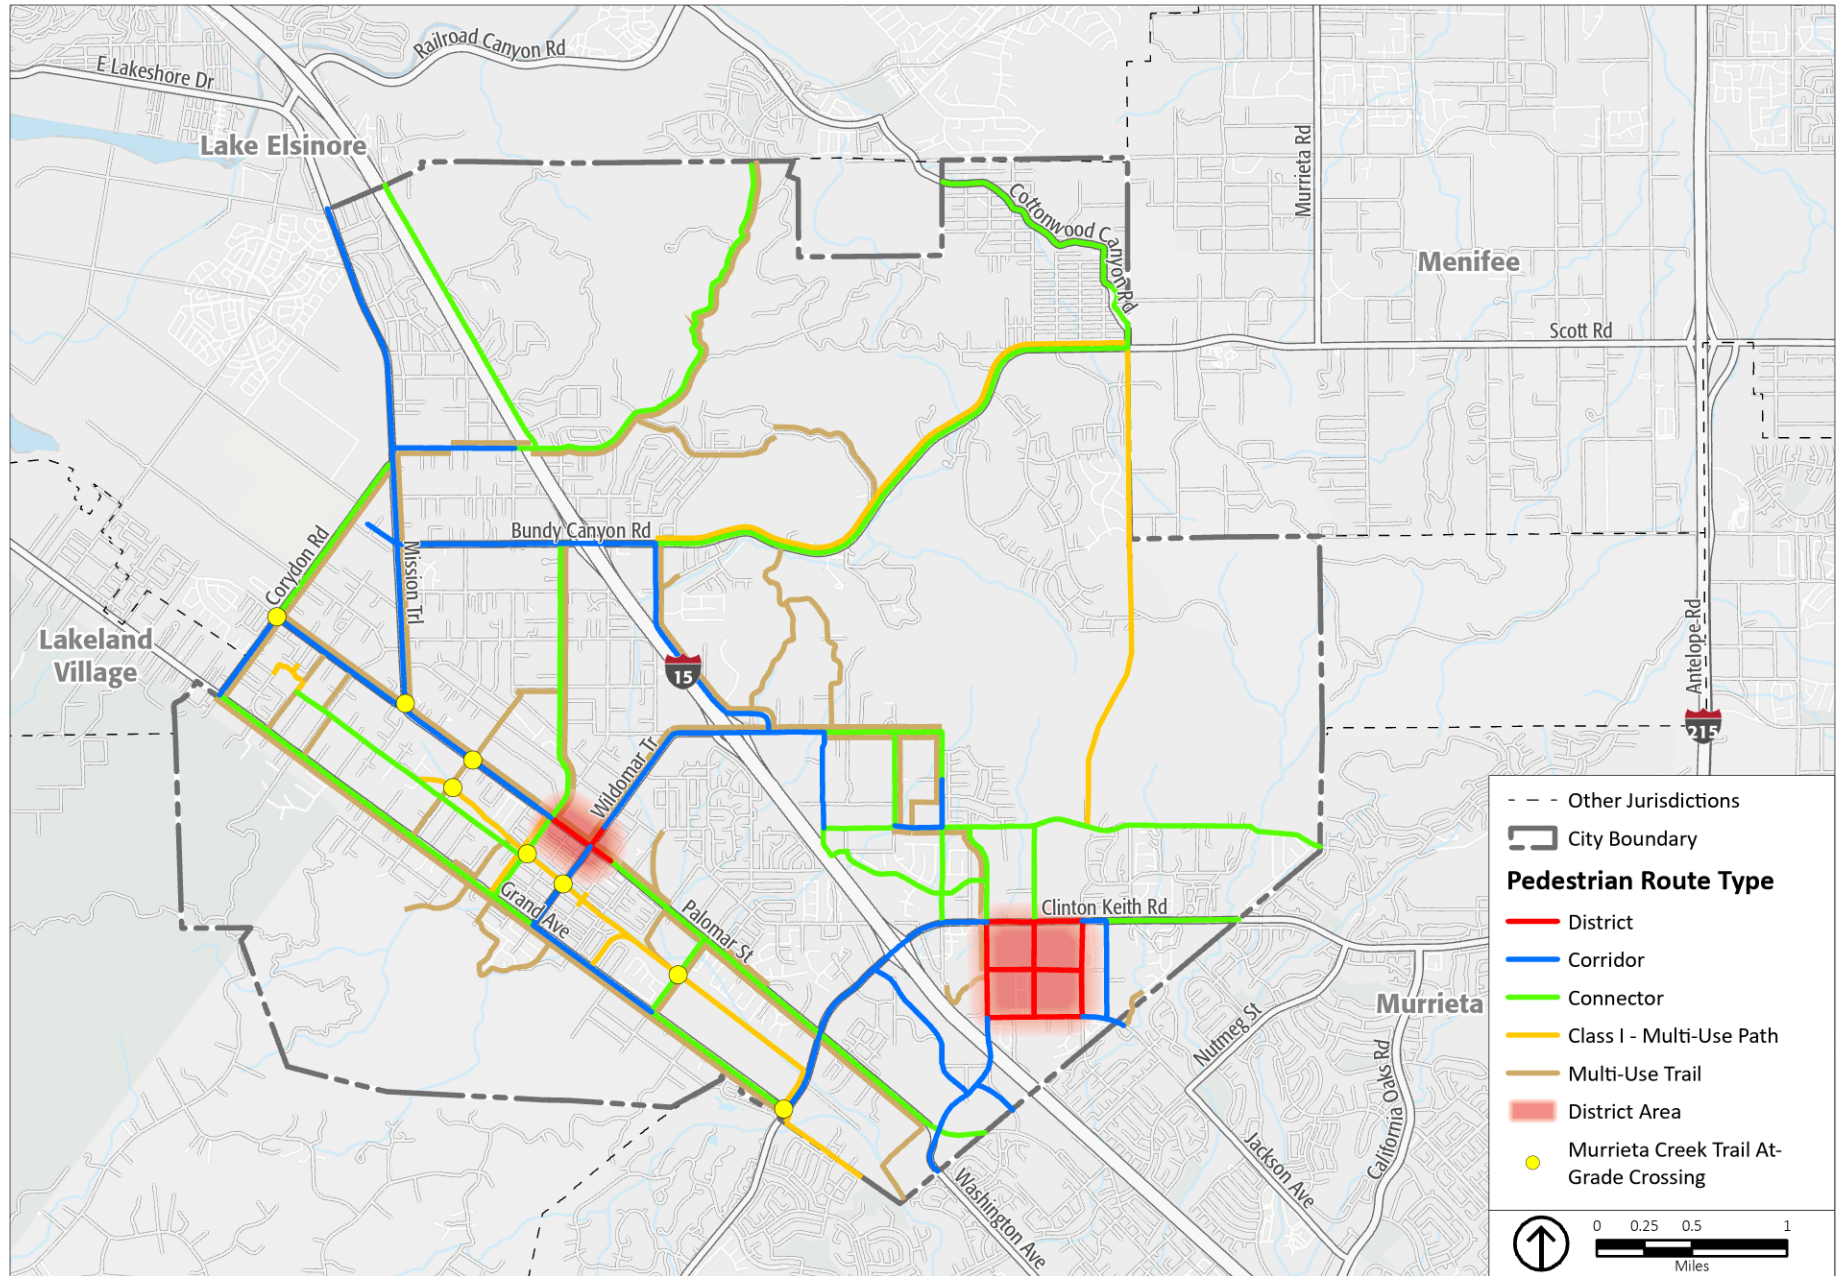 Railroad Canyon Rd
E Lakeshore Dr
Lake Elsinore
Murrieta Rd
Cottonwood Canyon Rd
Menifee
Scott Rd
Bundy Canyon Rd
Corydon Rd
Mission Trl
Lakeland
Village
15
Antelope Rd
215
Wildomar Tr
Grand Ave
Palomar St
Clinton Keith Rd
Murrieta
Nutmeg St
California Oaks Rd
Jackson Ave
Washington Ave
Other Jurisdictions
City Boundary
Pedestrian Route Type
District
Corridor
Connector
Class I - Multi-Use Path
Multi-Use Trail
District Area
Murrieta Creek Trail At-
Grade Crossing
0 0.25 0.5 1
Miles